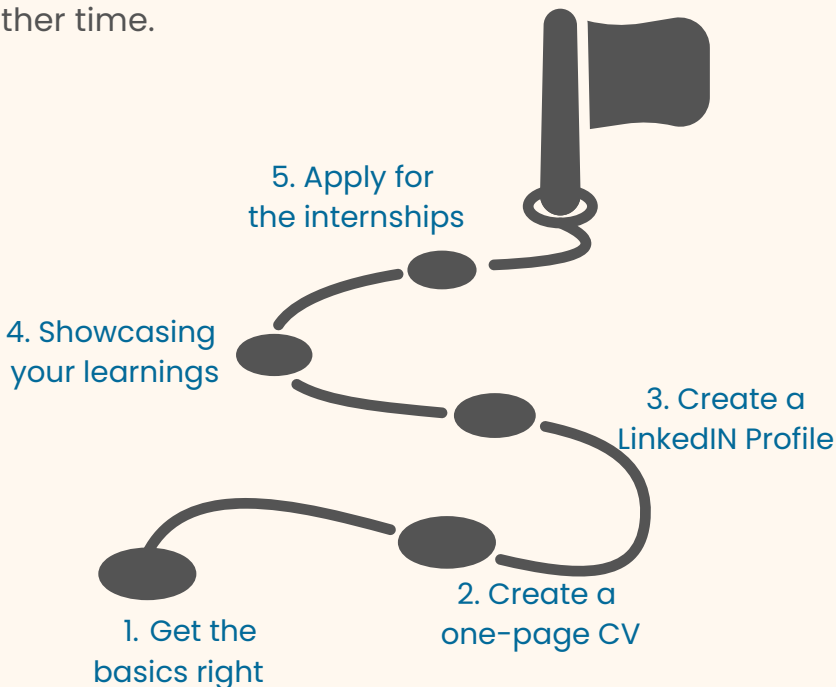 ther time.
5. Apply for
the internships
4. Showcasing
your learnings
3. Create a
LinkedIN Profile
2. Create a
one-page CV
1. Get the
basics right